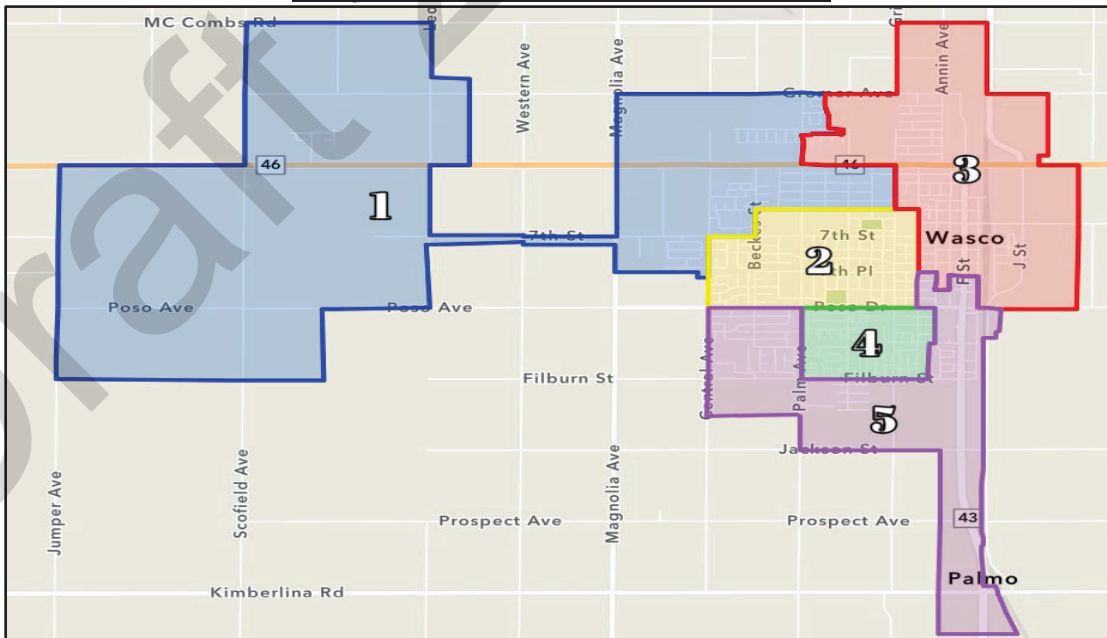 MC Combs Rd
Western Ave
Magnolia Ave
Annin Ave
Gromer Ave
46
46
1
3
7th St
Beckes St
7th St
Wasco
2
F St
J St
Poso Ave
Poso Ave
Poso Dr
4
Filburn St
Filburn St
Central Ave
Palm Ave
5
Jackson St
Jumper Ave
Scofield Ave
Magnolia Ave
Prospect Ave
Prospect Ave
43
Palmo
Kimberlina Rd
Draft